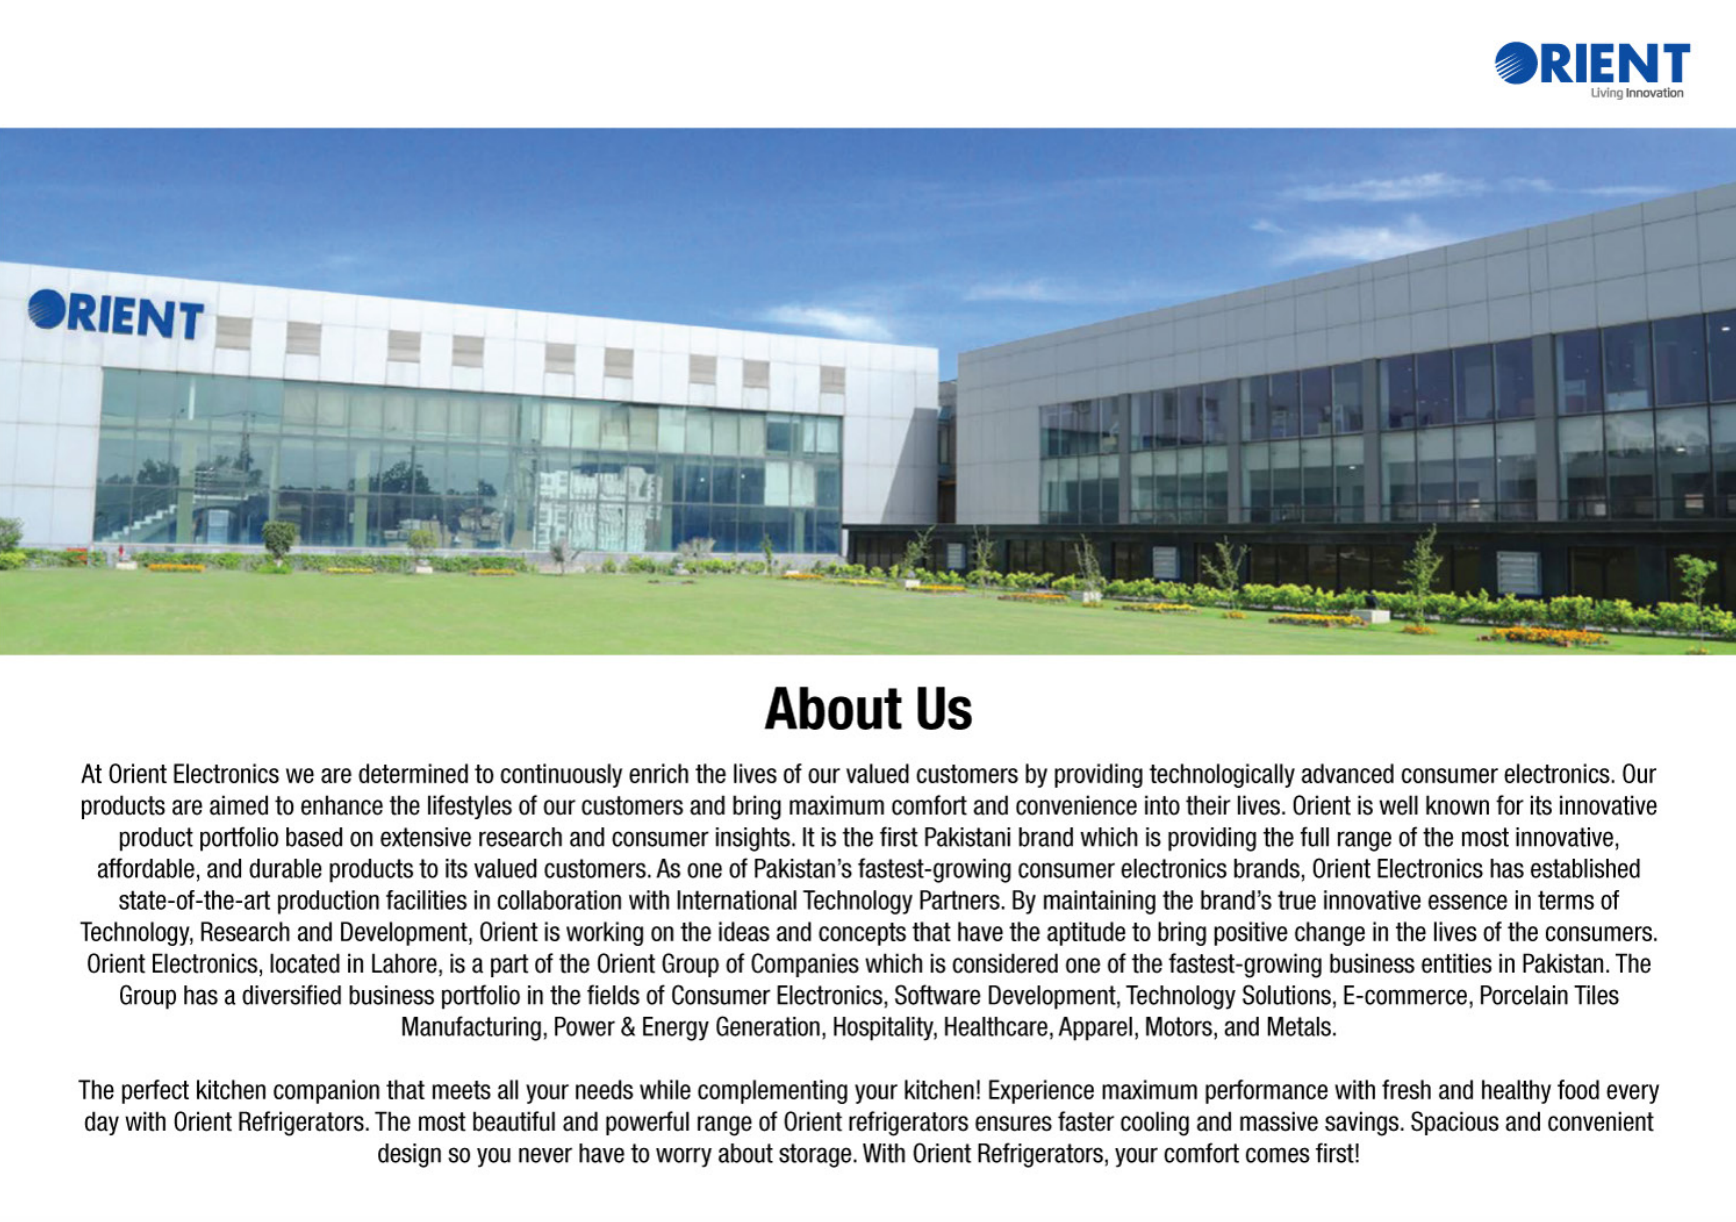 ORIENT
Living Innovation
ORIENT
About Us
At Orient Electronics we are determined to continuously enrich the lives of our valued customers by providing technologically advanced consumer electronics. Our
products are aimed to enhance the lifestyles of our customers and bring maximum comfort and convenience into their lives. Orient is well known for its innovative
product portfolio based on extensive research and consumer insights. It is the first Pakistani brand which is providing the full range of the most innovative,
affordable, and durable products to its valued customers. As one of Pakistan’s fastest-growing consumer electronics brands, Orient Electronics has established
state-of-the-art production facilities in collaboration with International Technology Partners. By maintaining the brand’s true innovative essence in terms of
Technology, Research and Development, Orient is working on the ideas and concepts that have the aptitude to bring positive change in the lives of the consumers.
Orient Electronics, located in Lahore, is a part of the Orient Group of Companies which is considered one of the fastest-growing business entities in Pakistan. The
Group has a diversified business portfolio in the fields of Consumer Electronics, Software Development, Technology Solutions, E-commerce, Porcelain Tiles
Manufacturing, Power & Energy Generation, Hospitality, Healthcare, Apparel, Motors, and Metals.
The perfect kitchen companion that meets all your needs while complementing your kitchen! Experience maximum performance with fresh and healthy food every
day with Orient Refrigerators. The most beautiful and powerful range of Orient refrigerators ensures faster cooling and massive savings. Spacious and convenient
design so you never have to worry about storage. With Orient Refrigerators, your comfort comes first!